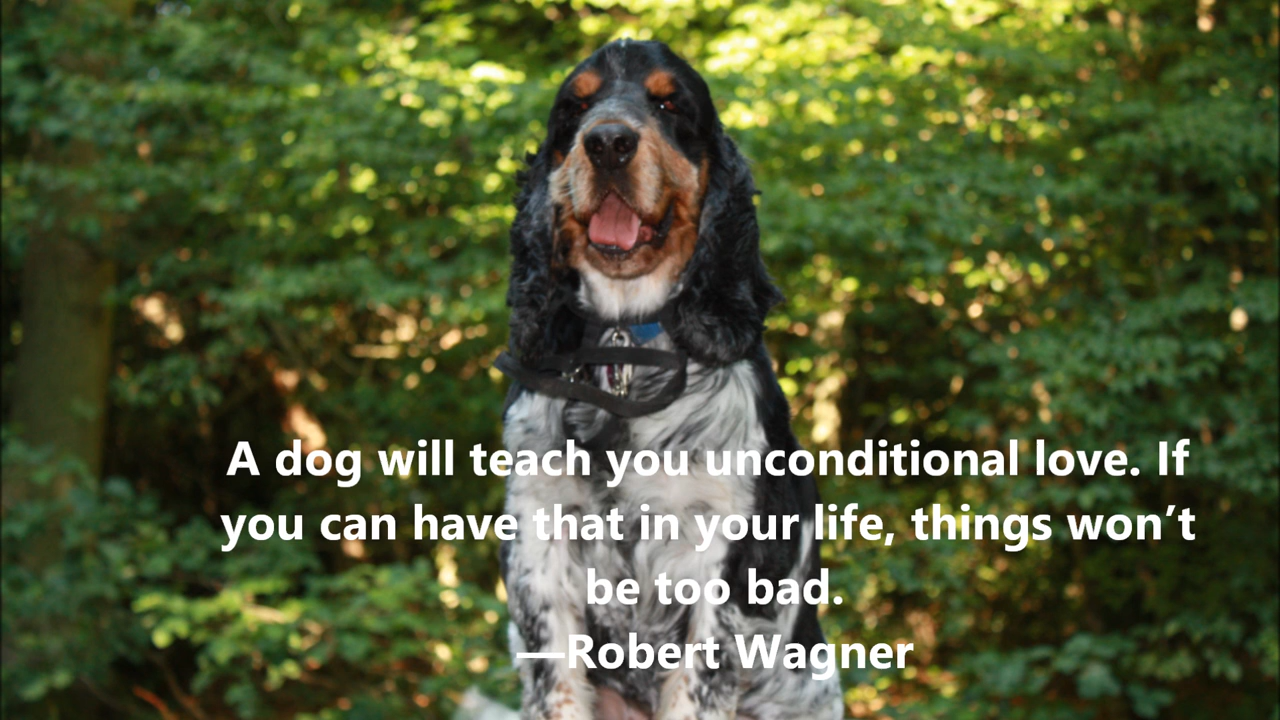 A dog will teach you unconditional love. If
you can have that in your life, things won’t
be too bad.
—Robert Wagner